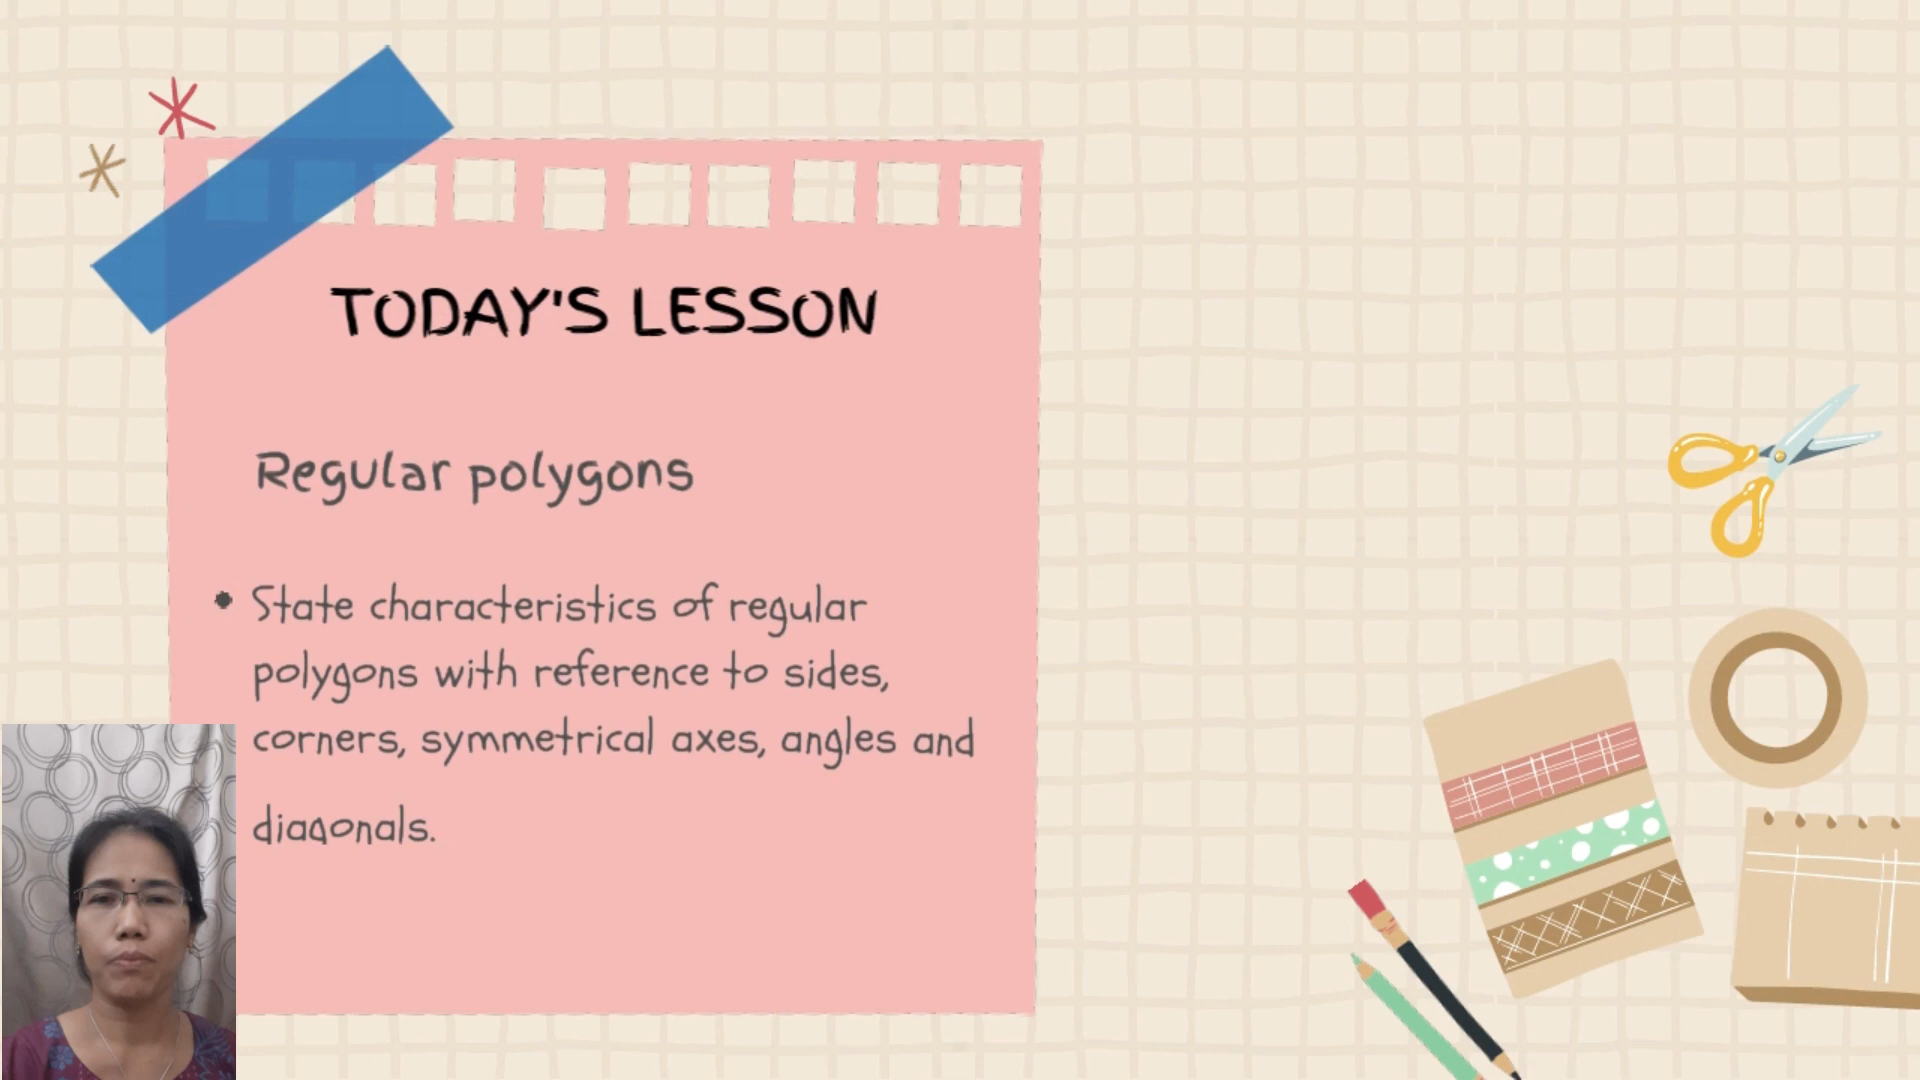 TODAY'S LESSON
Regular polygons
• State characteristics of regular
polygons with reference to sides,
corners, symmetrical axes, angles and
diagonals.